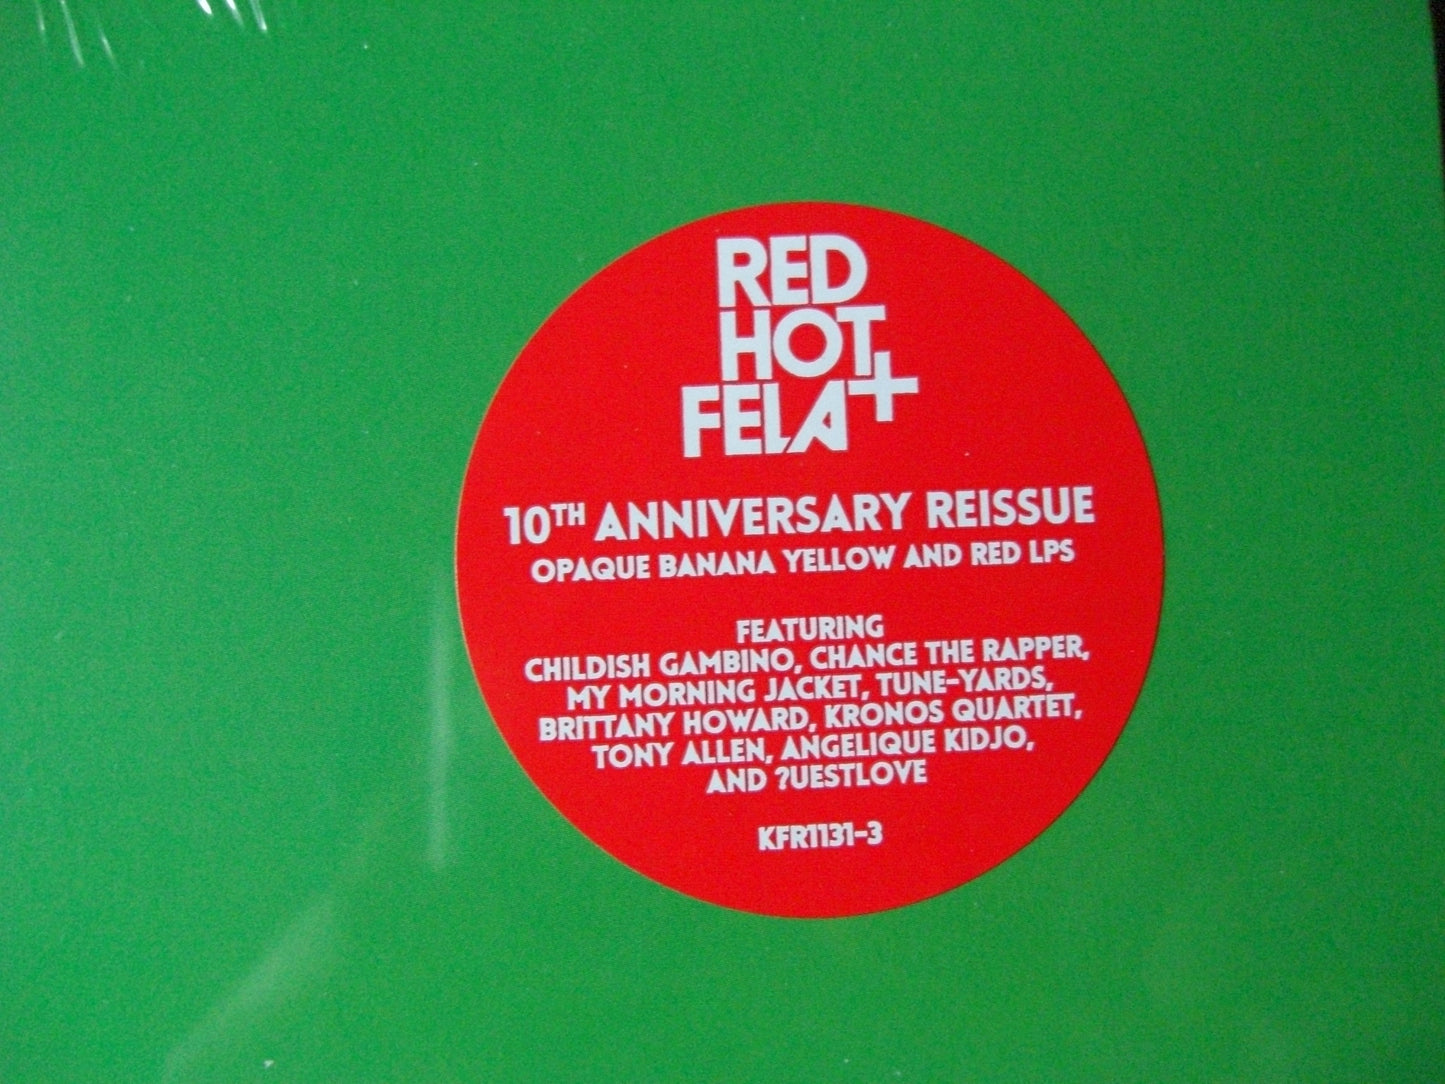 RED
HOT
+
FELA
10TH ANNIVERSARY REISSUE
OPAQUE BANANA YELLOW AND RED LPS
FEATURING
CHILDISH GAMBINO, CHANCE THE RAPPER,
MY MORNING JACKET, TUNE-YARDS,
BRITTANY HOWARD, KRONOS QUARTET,
TONY ALLEN, ANGELIQUE KIDJO,
AND ?UESTLOVE
KFR1131-3